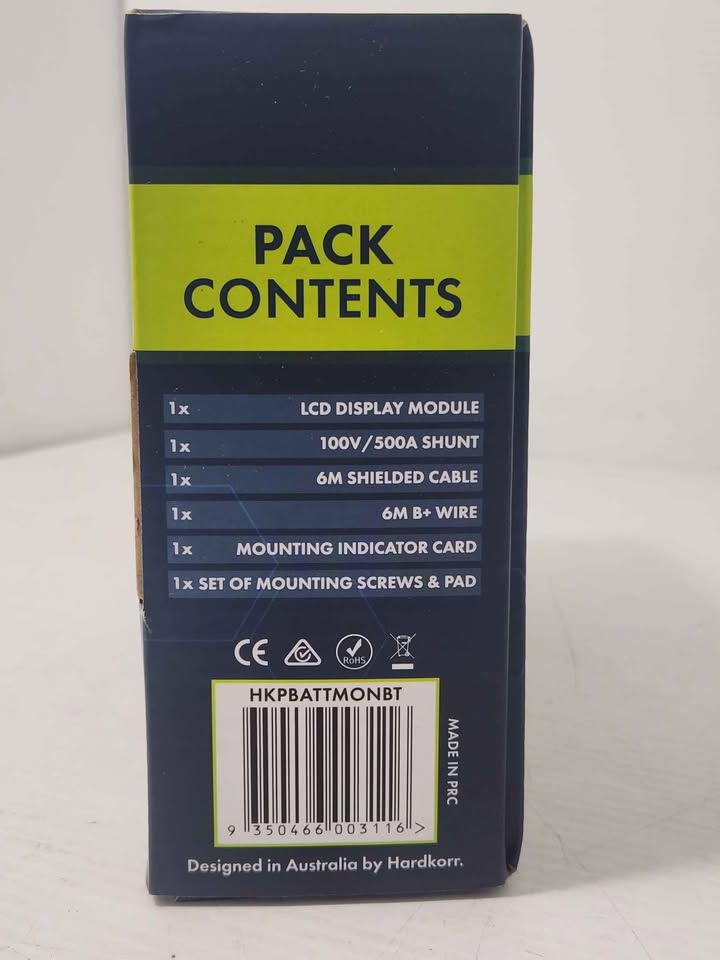 PACK
CONTENTS
1x LCD DISPLAY MODULE
1x 100V/500A SHUNT
1x 6M SHIELDED CABLE
1x 6M B+ WIRE
1x MOUNTING INDICATOR CARD
1x SET OF MOUNTING SCREWS & PAD
CE
RoHS
HKPBATTMONBT
9 350466 003116 >
MADE IN PRC
Designed in Australia by Hardkorr.